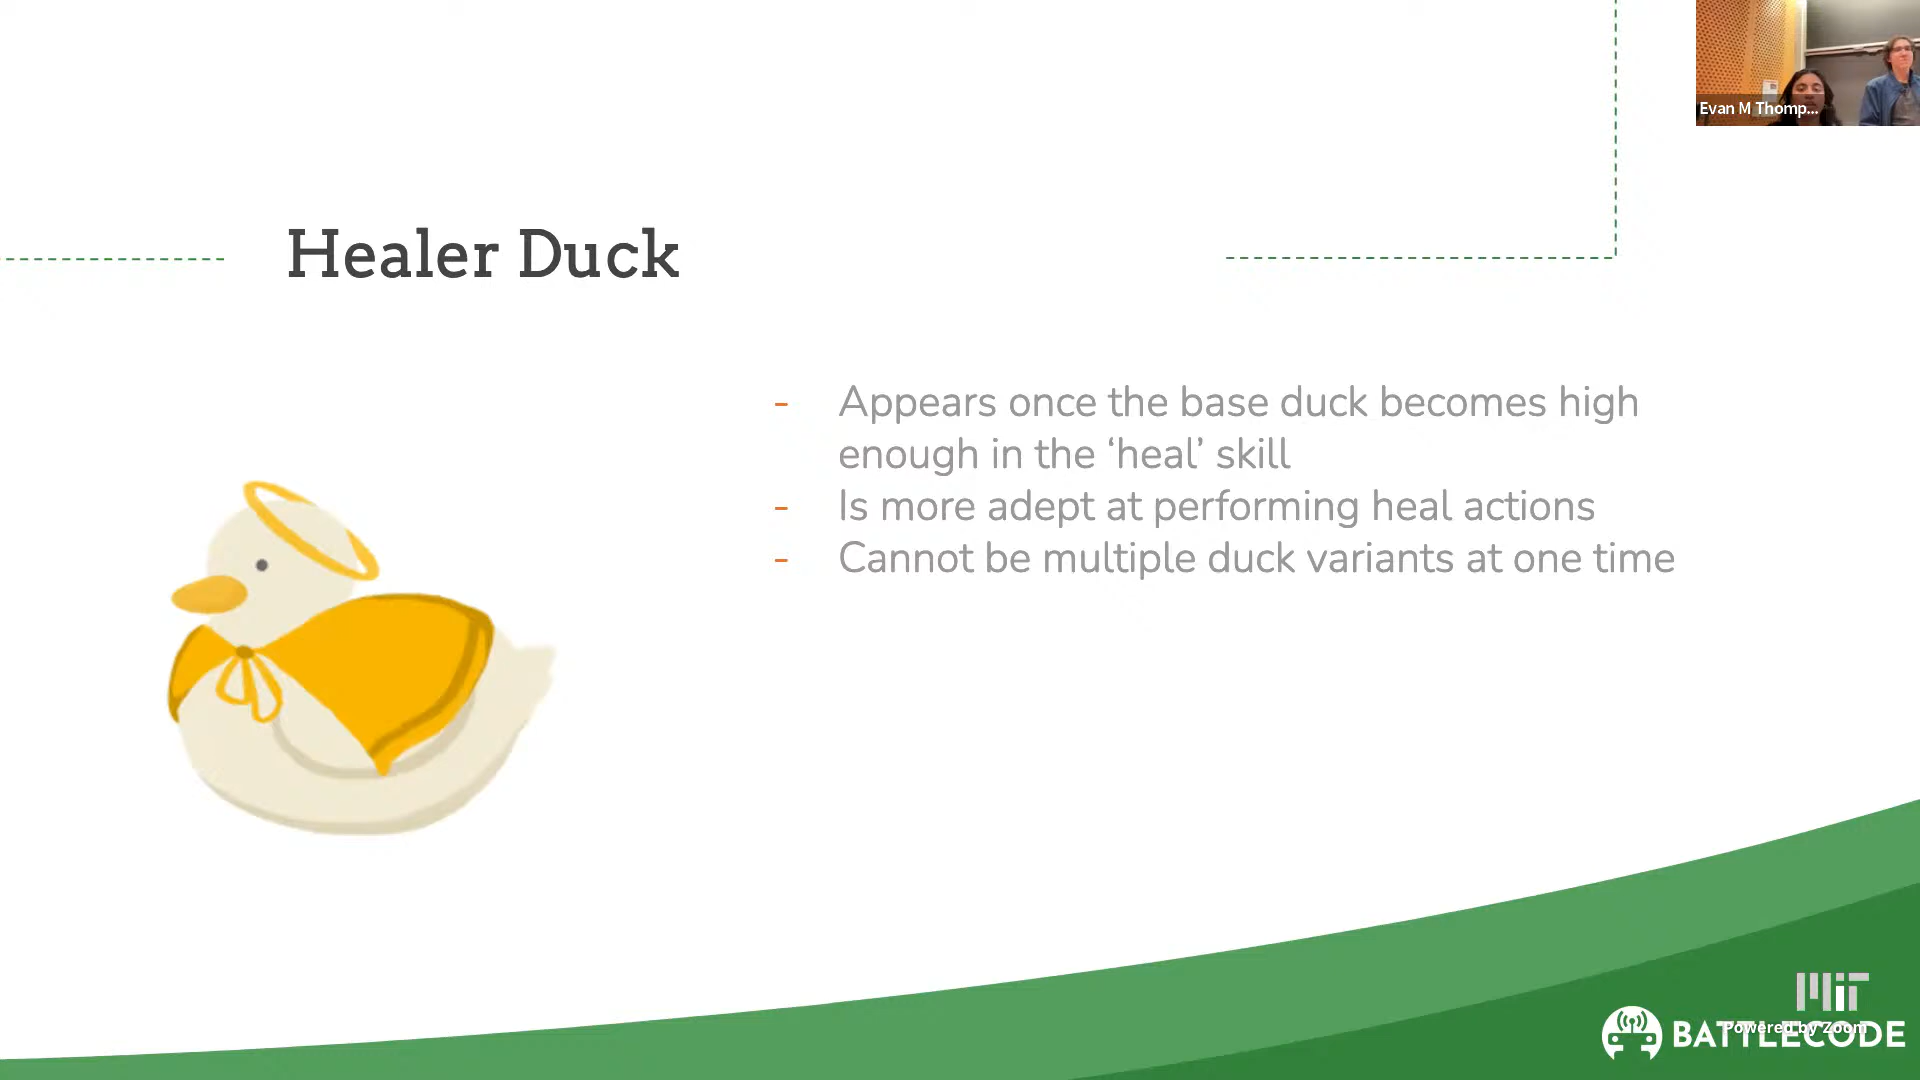 Evan M Thomp...
Healer Duck
- Appears once the base duck becomes high
enough in the ‘heal’ skill
- Is more adept at performing heal actions
- Cannot be multiple duck variants at one time
MIT
Powered by Zoom
BATTLECODE